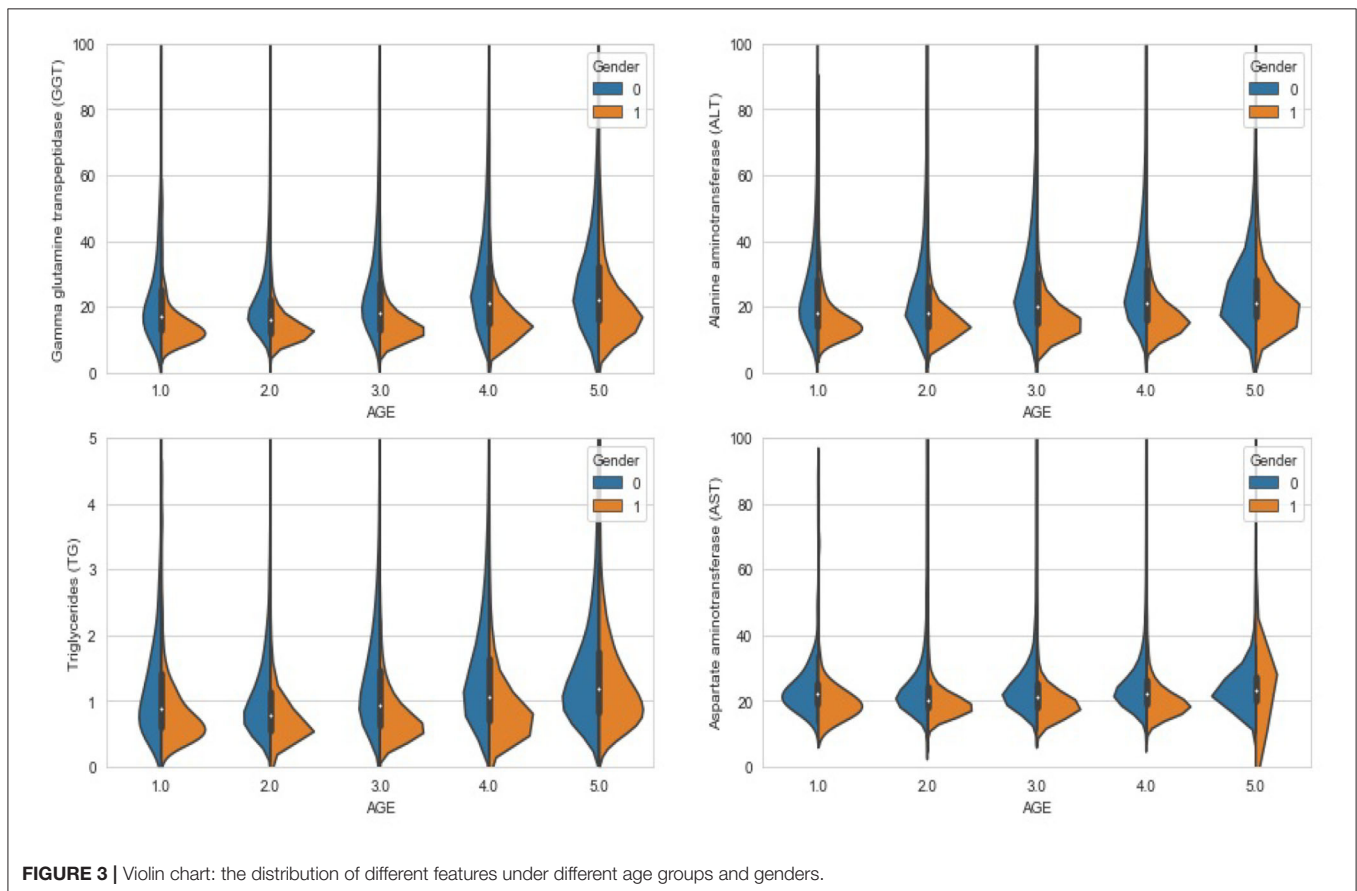 100
80
60
40
20
0
Gamma glutamine transpeptidase (GGT)
Gender
0
1
1.0 2.0 3.0 4.0 5.0
AGE
100
80
60
40
20
0
Alanine aminotransferase (ALT)
Gender
0
1
1.0 2.0 3.0 4.0 5.0
AGE
5
4
3
2
1
0
Triglycerides (TG)
Gender
0
1
1.0 2.0 3.0 4.0 5.0
AGE
100
80
60
40
20
0
Aspartate aminotransferase (AST)
Gender
0
1
1.0 2.0 3.0 4.0 5.0
AGE
FIGURE 3 | Violin chart: the distribution of different features under different age groups and genders.